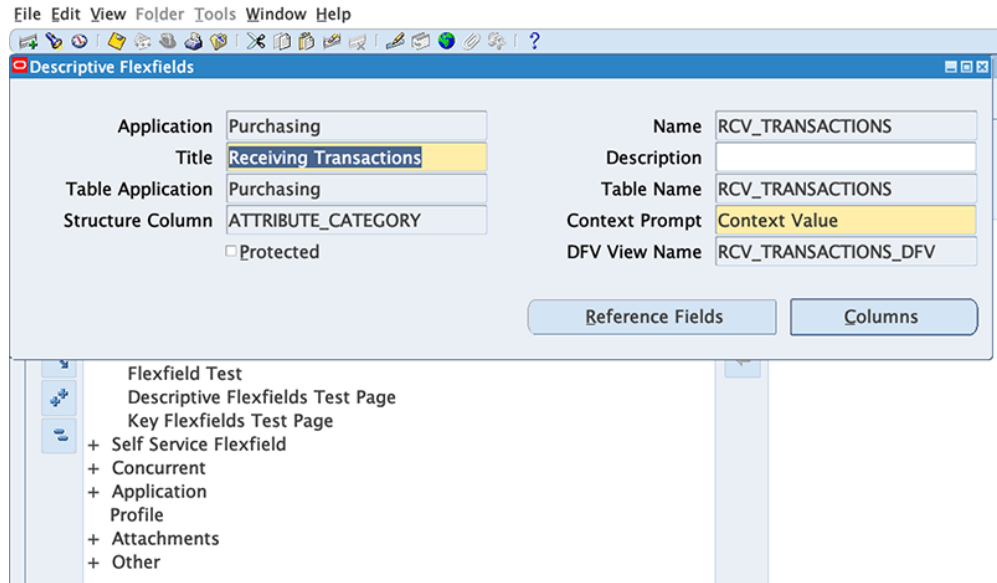 File Edit View Folder Tools Window Help
?
Descriptive Flexfields
Application Purchasing Name RCV_TRANSACTIONS
Title Receiving Transactions Description
Table Application Purchasing Table Name RCV_TRANSACTIONS
Structure Column ATTRIBUTE_CATEGORY Context Prompt Context Value
Protected DFV View Name RCV_TRANSACTIONS_DFV
Reference Fields Columns
Flexfield Test
Descriptive Flexfields Test Page
Key Flexfields Test Page
+ Self Service Flexfield
+ Concurrent
+ Application
Profile
+ Attachments
+ Other